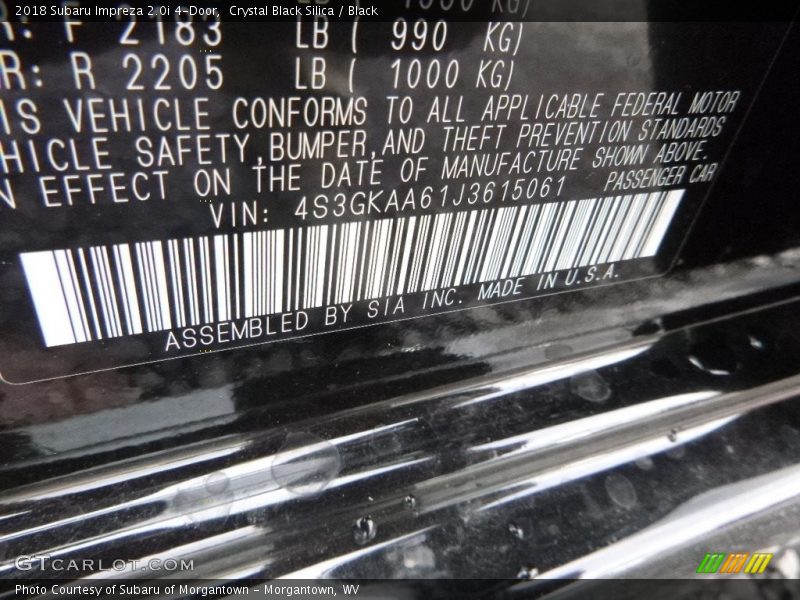 2018 Subaru Impreza 2.0i 4-Door, Crystal Black Silica / Black
KG)
R: F 2183 LB ( 990 KG)
R: R 2205 LB ( 1000 KG)
IS VEHICLE CONFORMS TO ALL APPLICABLE FEDERAL MOTOR
HICLE SAFETY,BUMPER,AND THEFT PREVENTION STANDARDS
N EFFECT ON THE DATE OF MANUFACTURE SHOWN ABOVE.
VIN: 4S3GKAA61J3615061 PASSENGER CAR
ASSEMBLED BY SIA INC. MADE IN U.S.A.
GTCARLOT.COM
Photo Courtesy of Subaru of Morgantown - Morgantown, WV